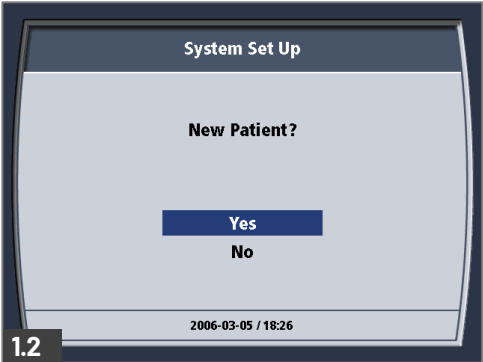 System Set Up
New Patient?
Yes
No
2006-03-05 / 18:26
1.2